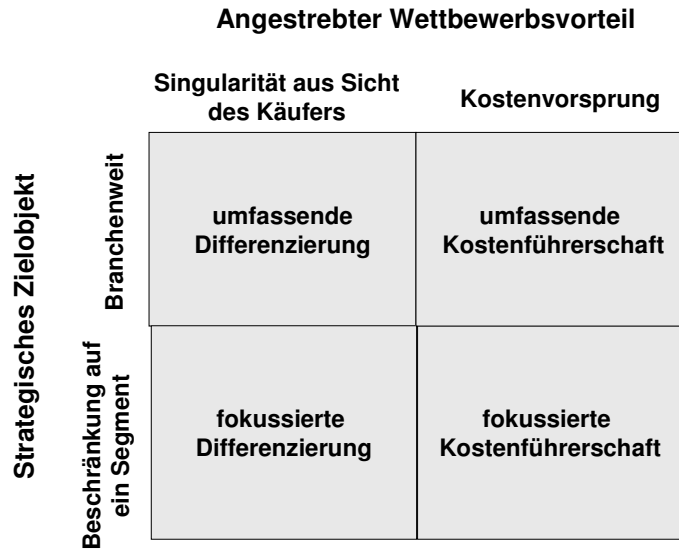 Angestrebter Wettbewerbsvorteil
Singularität aus Sicht
des Käufers
Kostenvorsprung
Strategisches Zielobjekt
Branchenweit
umfassende
Differenzierung
umfassende
Kostenführerschaft
Beschränkung auf
ein Segment
fokussierte
Differenzierung
fokussierte
Kostenführerschaft